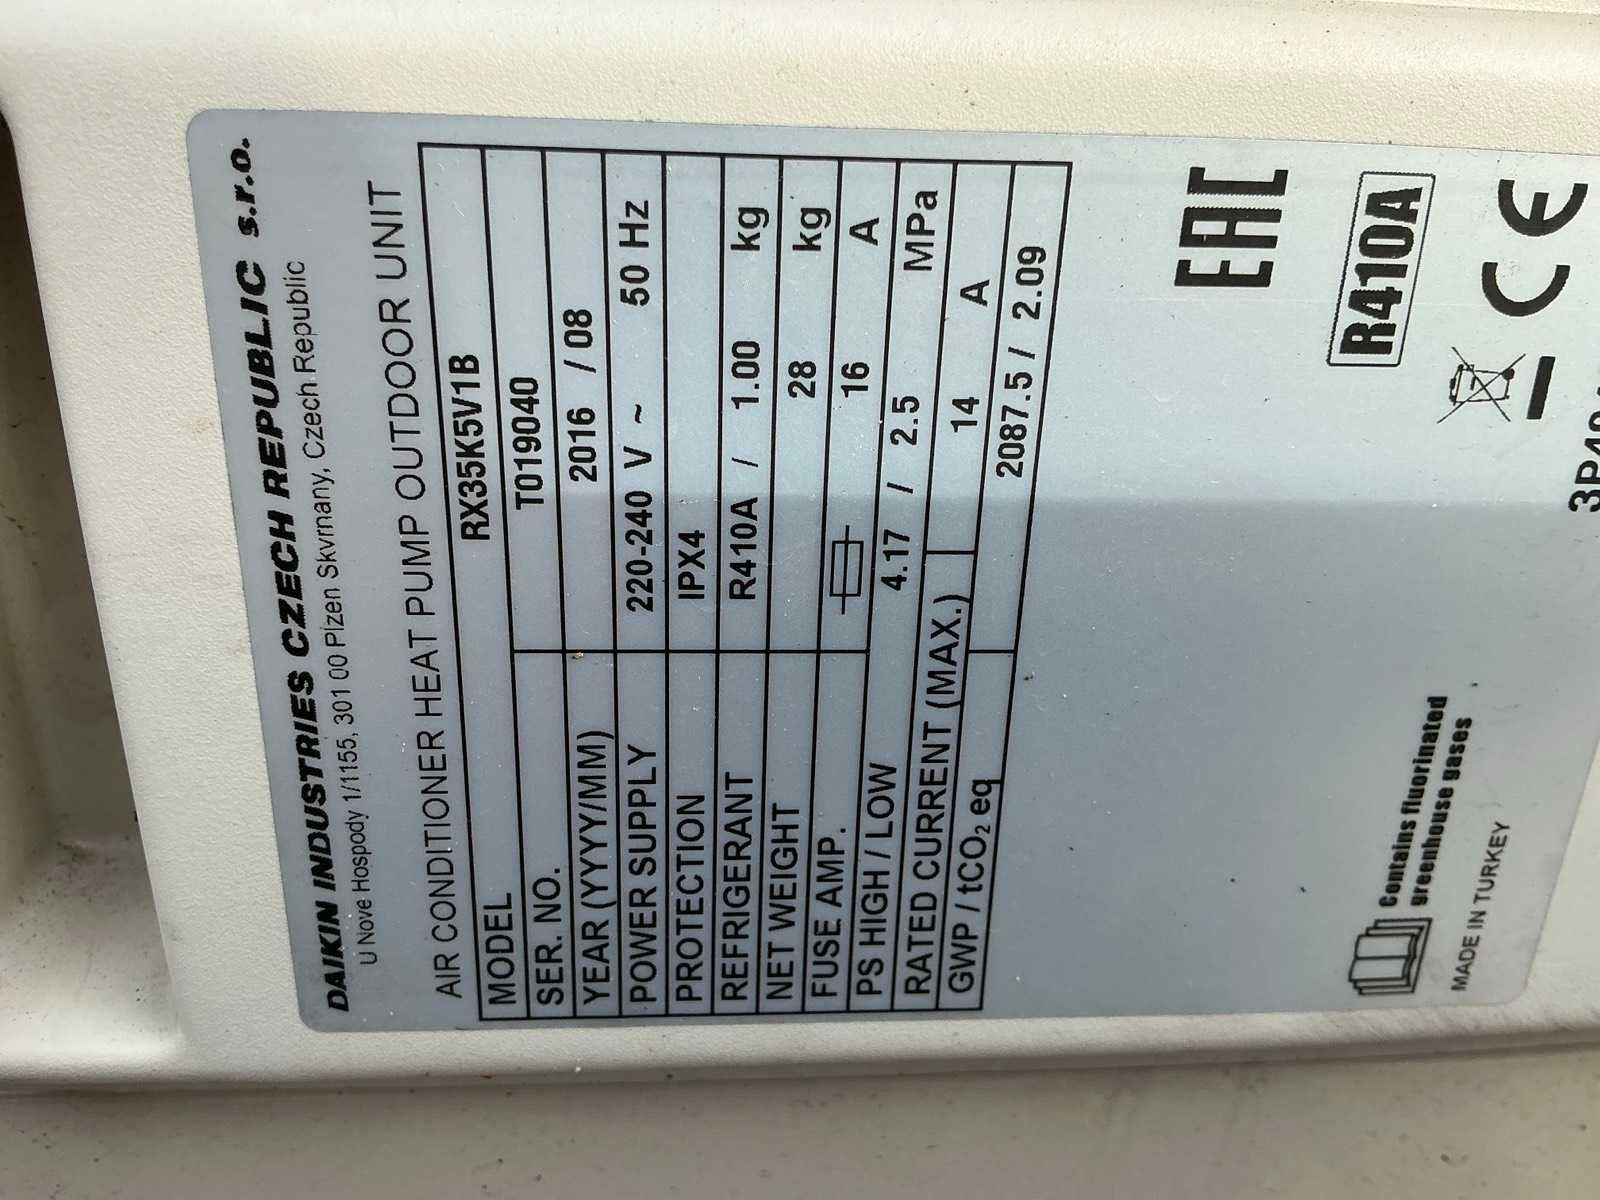 DAIKIN INDUSTRIES CZECH REPUBLIC s.r.o.
U Nove Hospody 1/1155, 301 00 Plzen Skvrnany, Czech Republic
AIR CONDITIONER HEAT PUMP OUTDOOR UNIT
MODEL RX35K5V1B
SER. NO. T019040
YEAR (YYYY/MM) 2016 / 08
POWER SUPPLY 220-240 V ~ 50 Hz
PROTECTION IPX4
REFRIGERANT R410A / 1.00 kg
NET WEIGHT 28 kg
FUSE AMP. 16 A
PS HIGH / LOW 4.17 / 2.5 MPa
RATED CURRENT (MAX.) 14 A
GWP / tCO₂ eq 2087.5 / 2.09
EAC
R410A
CE
Contains fluorinated
greenhouse gases
MADE IN TURKEY